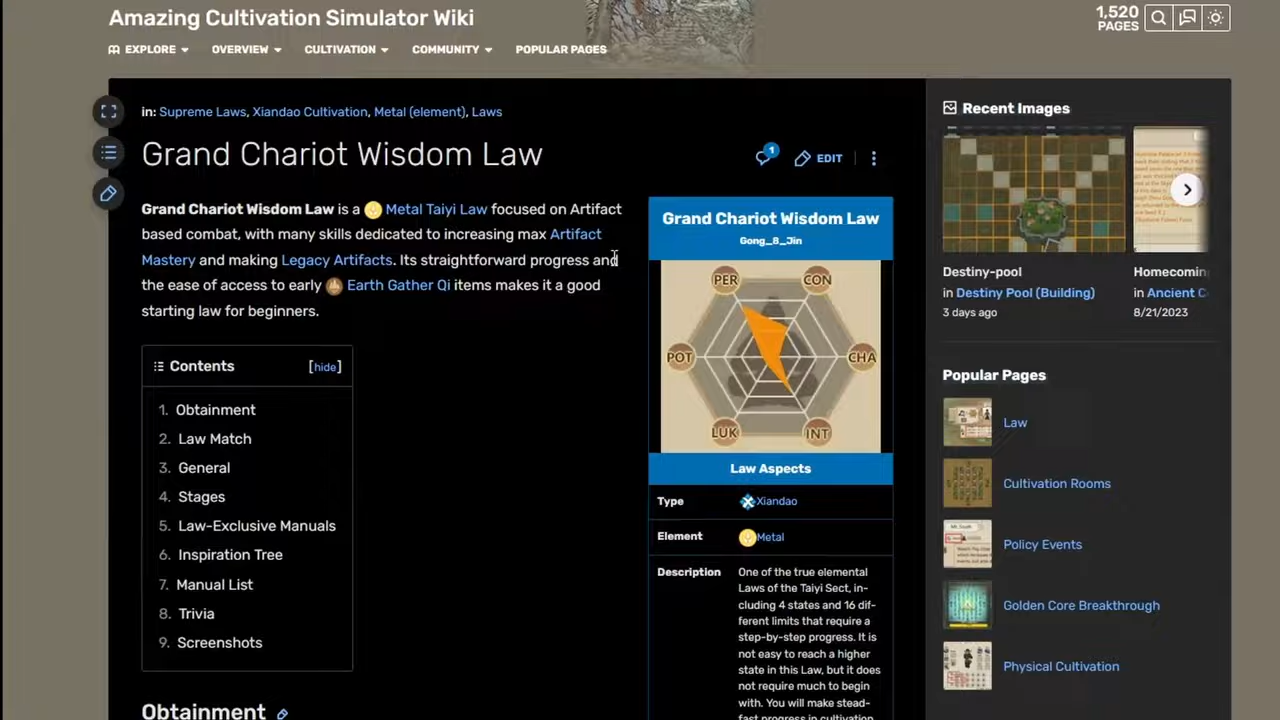 Amazing Cultivation Simulator Wiki
1,520
PAGES
EXPLORE
OVERVIEW
CULTIVATION
COMMUNITY
POPULAR PAGES
in: Supreme Laws, Xiandao Cultivation, Metal (element), Laws
Grand Chariot Wisdom Law
1
EDIT
Grand Chariot Wisdom Law is a Metal Taiyi Law focused on Artifact
based combat, with many skills dedicated to increasing max Artifact
Mastery and making Legacy Artifacts. Its straightforward progress and
the ease of access to early Earth Gather Qi items makes it a good
starting law for beginners.
Contents [hide]
1. Obtainment
2. Law Match
3. General
4. Stages
5. Law-Exclusive Manuals
6. Inspiration Tree
7. Manual List
8. Trivia
9. Screenshots
Obtainment
Grand Chariot Wisdom Law
Gong_8_Jin
PER
CON
POT
CHA
LUK
INT
Law Aspects
Type Xiandao
Element Metal
Description One of the true elemental
Laws of the Taiyi Sect, in-
cluding 4 states and 16 dif-
ferent limits that require a
step-by-step progress. It is
not easy to reach a higher
state in this Law, but it does
not require much to begin
with. You will make stead-
fast progress in cultivation
Recent Images
Destiny-pool
in Destiny Pool (Building)
3 days ago
Homecomin
in Ancient C
8/21/2023
Popular Pages
Law
Cultivation Rooms
Policy Events
Golden Core Breakthrough
Physical Cultivation